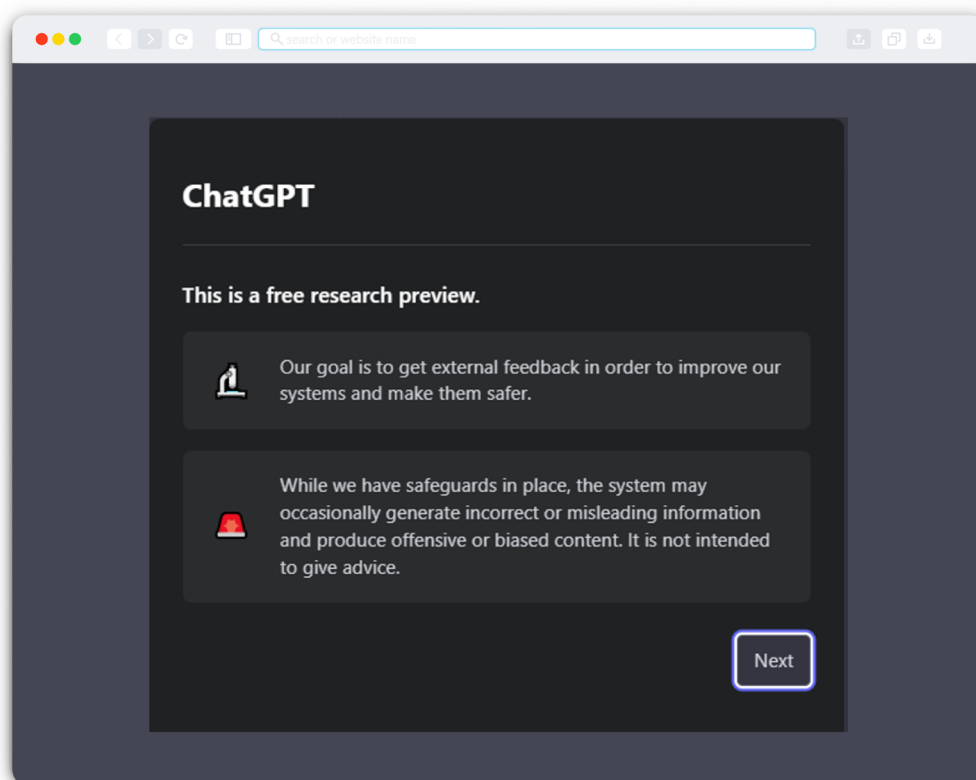 search or website name
ChatGPT
This is a free research preview.
Our goal is to get external feedback in order to improve our
systems and make them safer.
While we have safeguards in place, the system may
occasionally generate incorrect or misleading information
and produce offensive or biased content. It is not intended
to give advice.
Next